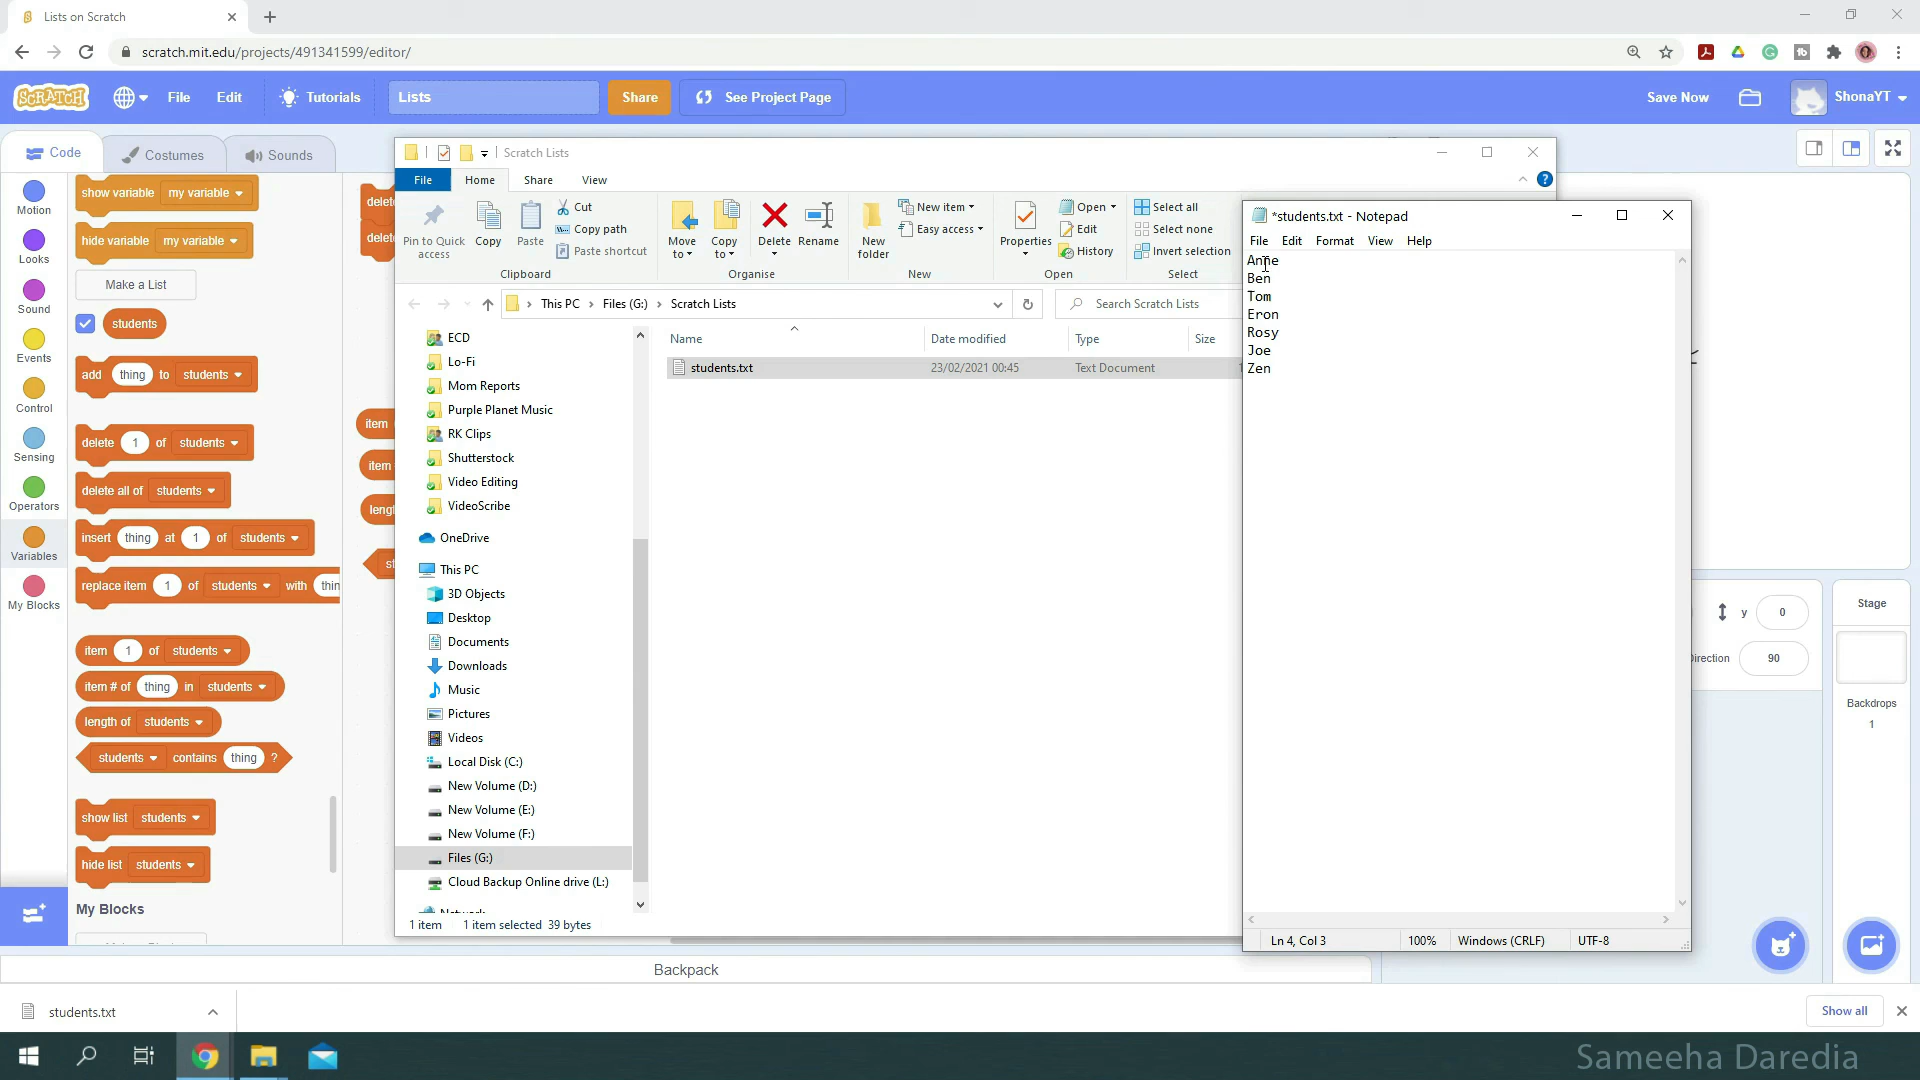 Lists on Scratch
scratch.mit.edu/projects/491341599/editor/
SCRATCH
File
Edit
Tutorials
Lists
Share
See Project Page
Save Now
ShonaYT
Code
Costumes
Sounds
Motion
Looks
Sound
Events
Control
Sensing
Operators
Variables
My Blocks
show variable my variable
hide variable my variable
Make a List
students
add thing to students
delete 1 of students
delete all of students
insert thing at 1 of students
replace item 1 of students with thin
item 1 of students
item # of thing in students
length of students
students contains thing ?
show list students
hide list students
My Blocks
delet
delet
item
item
leng
st
Scratch Lists
File Home Share View
Pin to Quick access
Copy
Paste
Cut
Copy path
Paste shortcut
Clipboard
Move to
Copy to
Delete
Rename
Organise
New folder
New item
Easy access
New
Properties
Open
Edit
History
Open
Select all
Select none
Invert selection
Select
This PC > Files (G:) > Scratch Lists
Search Scratch Lists
Name Date modified Type Size
students.txt 23/02/2021 00:45 Text Document 1
ECD
Lo-Fi
Mom Reports
Purple Planet Music
RK Clips
Shutterstock
Video Editing
VideoScribe
OneDrive
This PC
3D Objects
Desktop
Documents
Downloads
Music
Pictures
Videos
Local Disk (C:)
New Volume (D:)
New Volume (E:)
New Volume (F:)
Files (G:)
Cloud Backup Online drive (L:)
Network
1 item 1 item selected 39 bytes
*students.txt - Notepad
File Edit Format View Help
Anne
Ben
Tom
Eron
Rosy
Joe
Zen
Ln 4, Col 3 100% Windows (CRLF) UTF-8
y 0
Direction 90
Stage
Backdrops
1
Backpack
students.txt
Show all
Sameeha Daredia